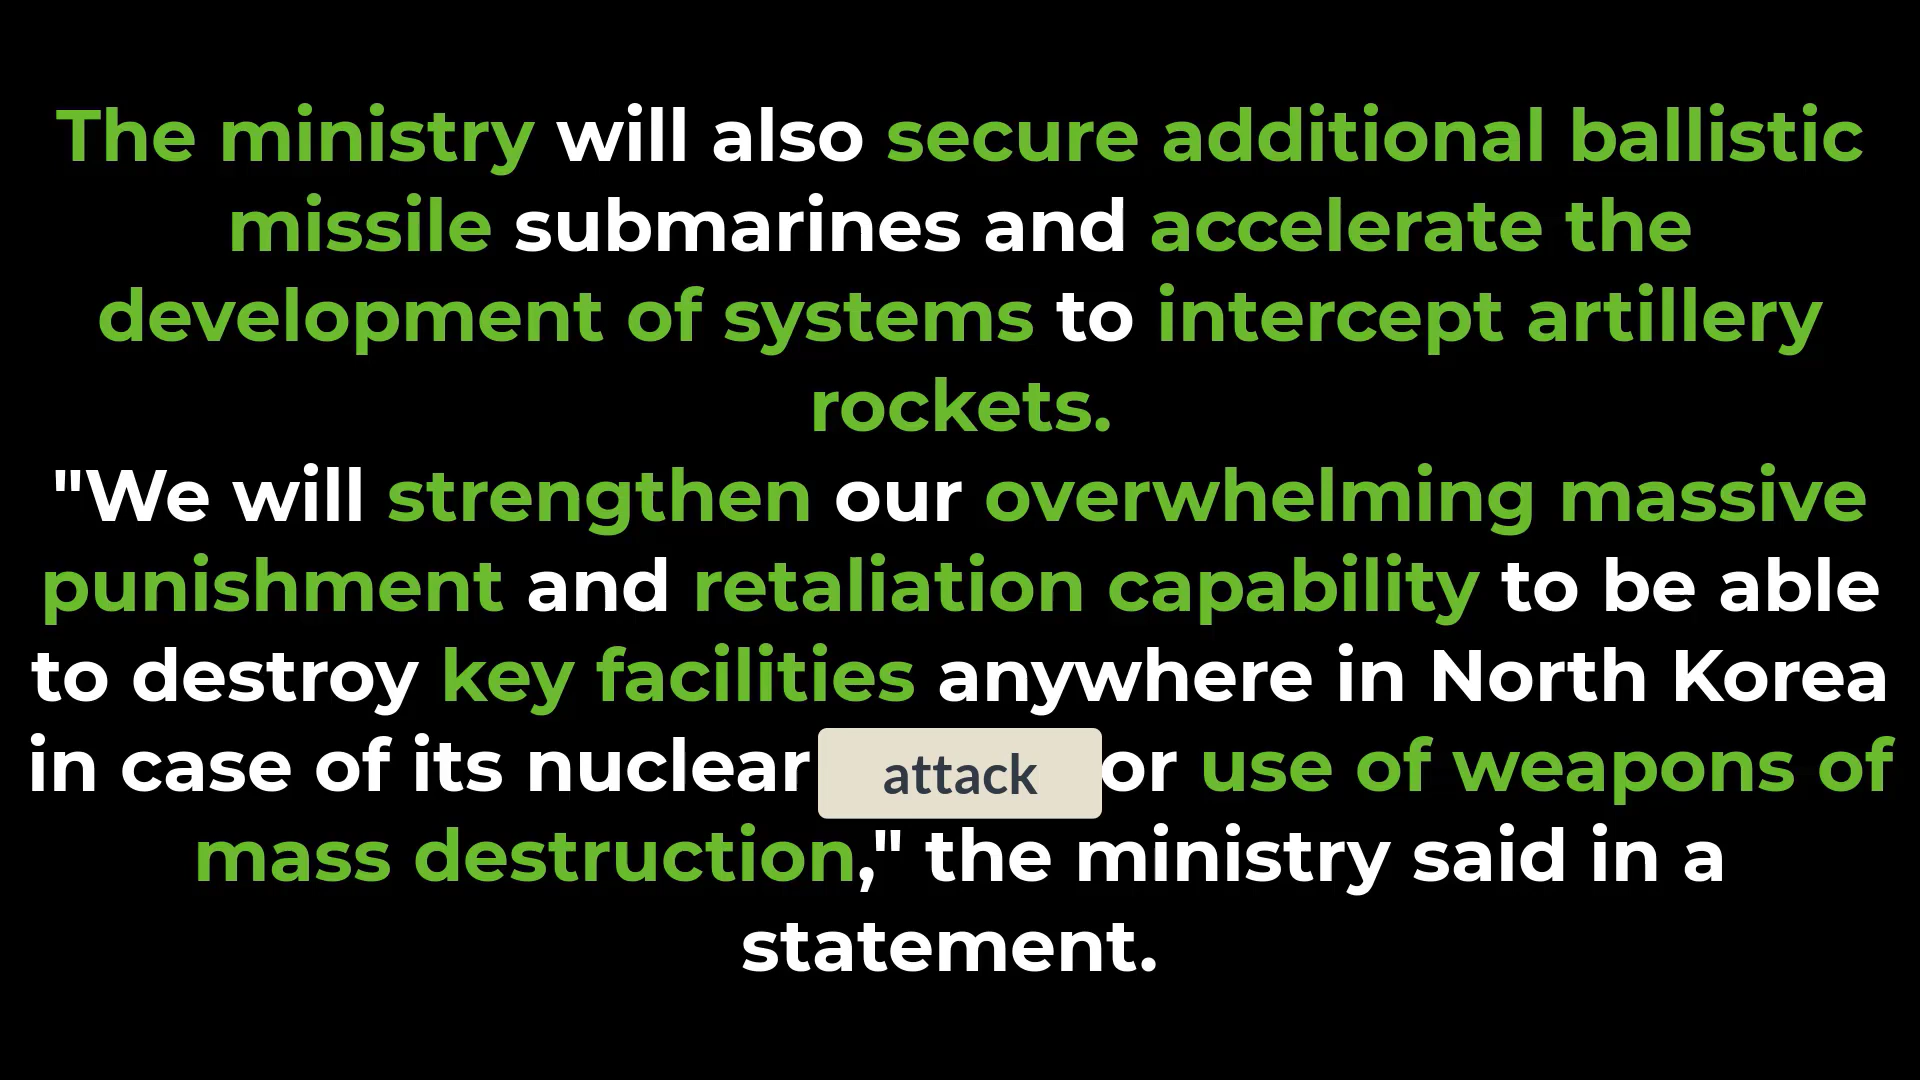 The ministry will also secure additional ballistic
missile submarines and accelerate the
development of systems to intercept artillery
rockets.
"We will strengthen our overwhelming massive
punishment and retaliation capability to be able
to destroy key facilities anywhere in North Korea
in case of its nuclear attack or use of weapons of
mass destruction," the ministry said in a
statement.